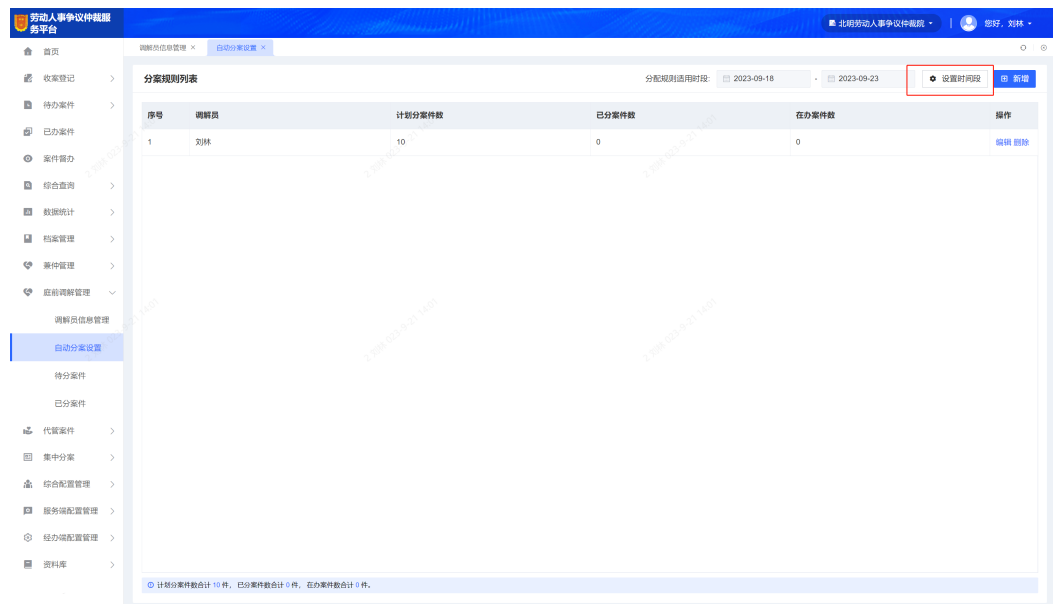 劳动人事争议仲裁服
务平台
北明劳动人事争议仲裁院
您好，刘林
首页
收案登记
待办案件
已办案件
案件督办
综合查询
数据统计
档案管理
兼仲管理
庭前调解管理
调解员信息管理
自动分案设置
待分案件
已分案件
代管案件
集中分案
综合配置管理
服务端配置管理
经办端配置管理
资料库
调解员信息管理 × 自动分案设置 ×
分案规则列表 分配规则适用时段: 2023-09-18 - 2023-09-23 设置时间段 新增
序号 调解员 计划分案件数 已分案件数 在办案件数 操作
1 刘林 10 0 0 编辑 删除
计划分案件数合计 10 件， 已分案件数合计 0 件， 在办案件数合计 0 件。